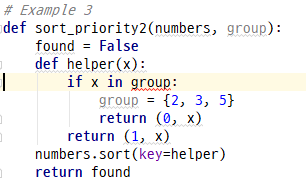 # Example 3
def sort_priority2(numbers, group):
    found = False
    def helper(x):
        if x in group:
            group = {2, 3, 5}
            return (0, x)
        return (1, x)
    numbers.sort(key=helper)
    return found